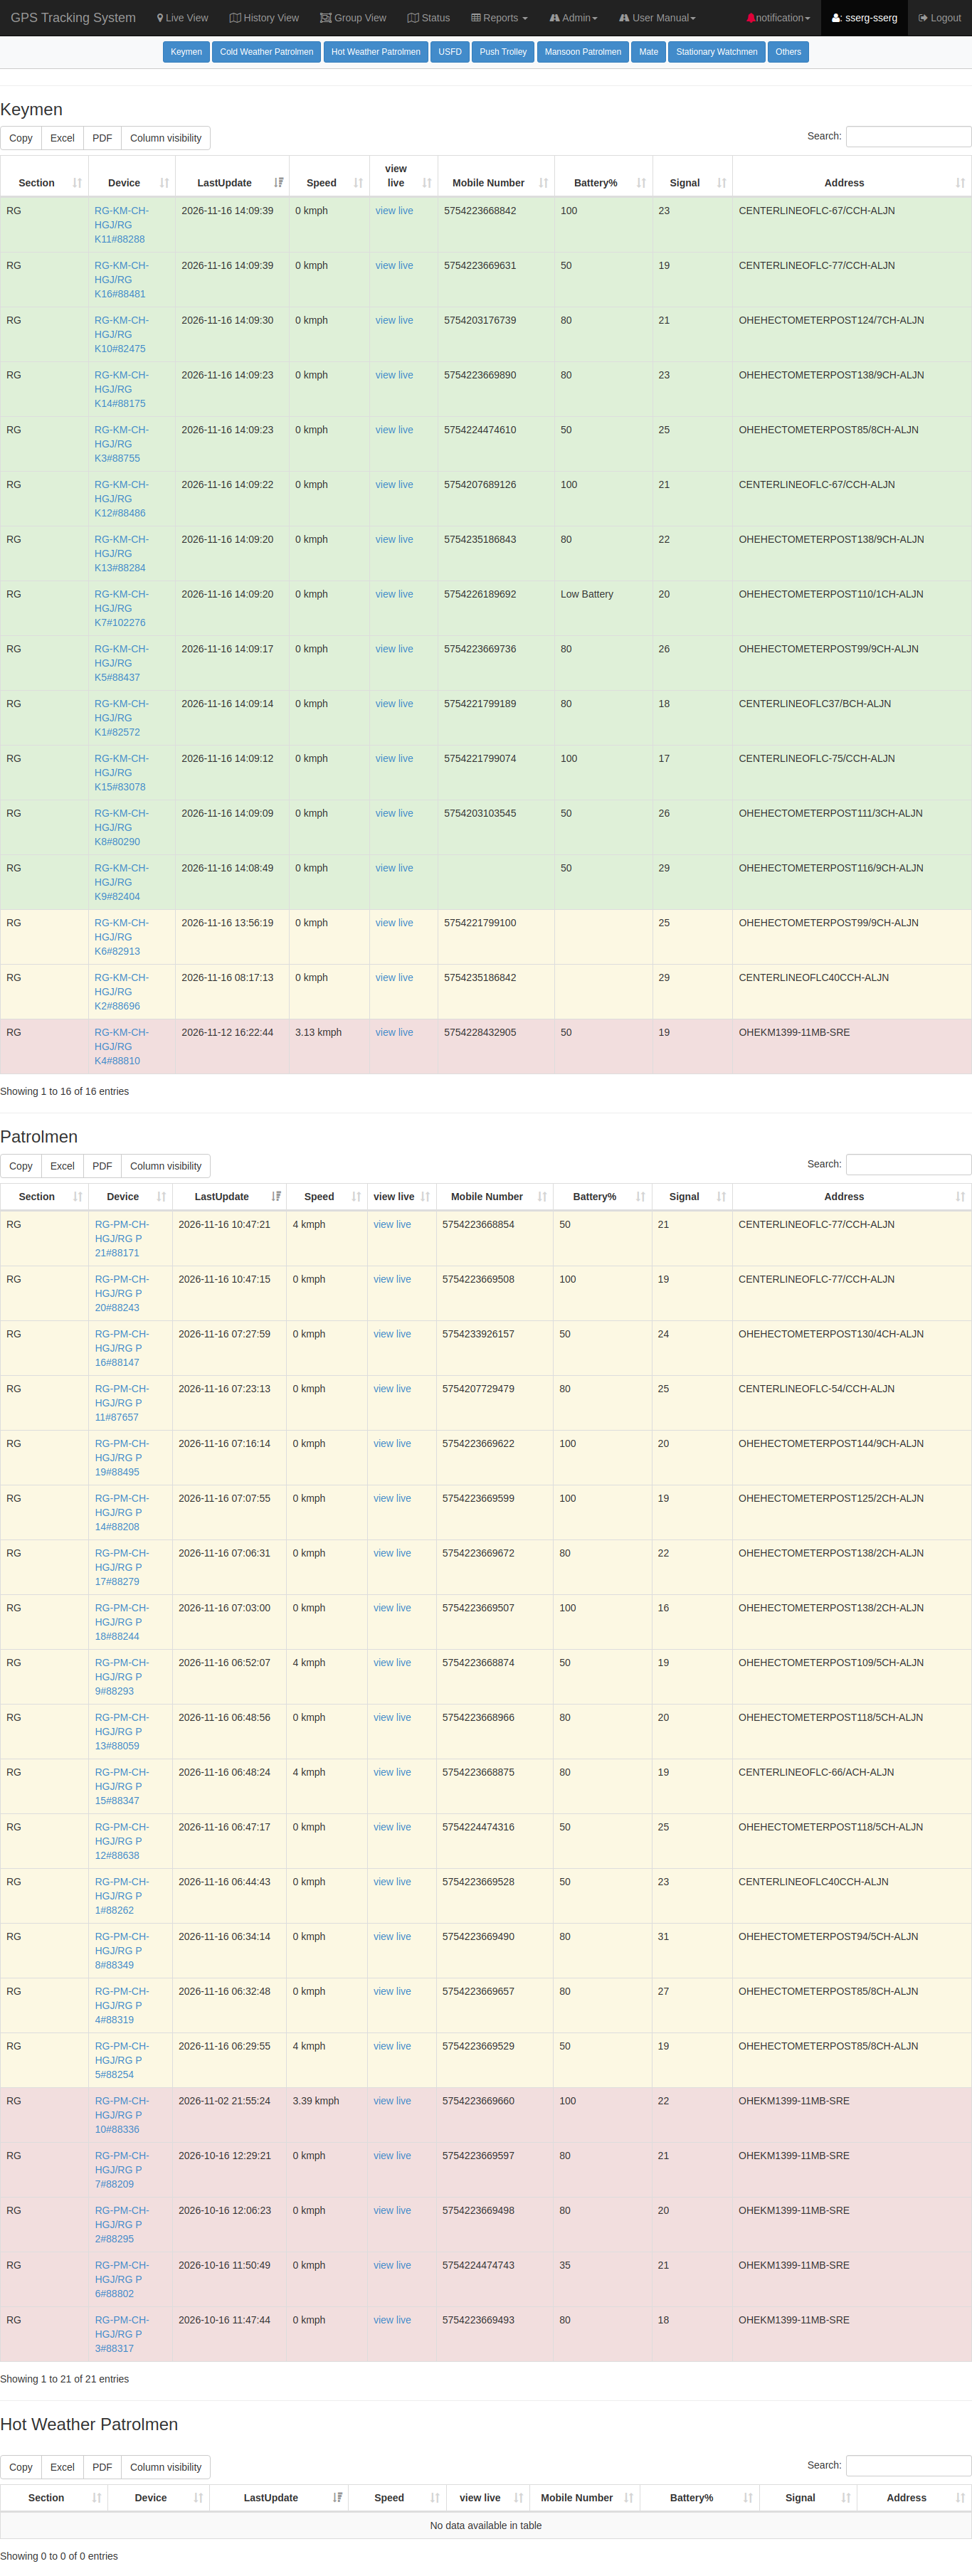 GPS Tracking System Live View History View Group View Status Reports Admin User Manual notification : sserg-sserg Logout
Keymen Cold Weather Patrolmen Hot Weather Patrolmen USFD Push Trolley Mansoon Patrolmen Mate Stationary Watchmen Others
Keymen
Copy Excel PDF Column visibility Search:
view
Section Device LastUpdate Speed live Mobile Number Battery% Signal Address
RG RG-KM-CH- 2026-11-16 14:09:39 0 kmph view live 5754223668842 100 23 CENTERLINEOFLC-67/CCH-ALJN
HGJ/RG
K11#88288
RG RG-KM-CH- 2026-11-16 14:09:39 0 kmph view live 5754223669631 50 19 CENTERLINEOFLC-77/CCH-ALJN
HGJ/RG
K16#88481
RG RG-KM-CH- 2026-11-16 14:09:30 0 kmph view live 5754203176739 80 21 OHEHECTOMETERPOST124/7CH-ALJN
HGJ/RG
K10#82475
RG RG-KM-CH- 2026-11-16 14:09:23 0 kmph view live 5754223669890 80 23 OHEHECTOMETERPOST138/9CH-ALJN
HGJ/RG
K14#88175
RG RG-KM-CH- 2026-11-16 14:09:23 0 kmph view live 5754224474610 50 25 OHEHECTOMETERPOST85/8CH-ALJN
HGJ/RG
K3#88755
RG RG-KM-CH- 2026-11-16 14:09:22 0 kmph view live 5754207689126 100 21 CENTERLINEOFLC-67/CCH-ALJN
HGJ/RG
K12#88486
RG RG-KM-CH- 2026-11-16 14:09:20 0 kmph view live 5754235186843 80 22 OHEHECTOMETERPOST138/9CH-ALJN
HGJ/RG
K13#88284
RG RG-KM-CH- 2026-11-16 14:09:20 0 kmph view live 5754226189692 Low Battery 20 OHEHECTOMETERPOST110/1CH-ALJN
HGJ/RG
K7#102276
RG RG-KM-CH- 2026-11-16 14:09:17 0 kmph view live 5754223669736 80 26 OHEHECTOMETERPOST99/9CH-ALJN
HGJ/RG
K5#88437
RG RG-KM-CH- 2026-11-16 14:09:14 0 kmph view live 5754221799189 80 18 CENTERLINEOFLC37/BCH-ALJN
HGJ/RG
K1#82572
RG RG-KM-CH- 2026-11-16 14:09:12 0 kmph view live 5754221799074 100 17 CENTERLINEOFLC-75/CCH-ALJN
HGJ/RG
K15#83078
RG RG-KM-CH- 2026-11-16 14:09:09 0 kmph view live 5754203103545 50 26 OHEHECTOMETERPOST111/3CH-ALJN
HGJ/RG
K8#80290
RG RG-KM-CH- 2026-11-16 14:08:49 0 kmph view live 50 29 OHEHECTOMETERPOST116/9CH-ALJN
HGJ/RG
K9#82404
RG RG-KM-CH- 2026-11-16 13:56:19 0 kmph view live 5754221799100 25 OHEHECTOMETERPOST99/9CH-ALJN
HGJ/RG
K6#82913
RG RG-KM-CH- 2026-11-16 08:17:13 0 kmph view live 5754235186842 29 CENTERLINEOFLC40CCH-ALJN
HGJ/RG
K2#88696
RG RG-KM-CH- 2026-11-12 16:22:44 3.13 kmph view live 5754228432905 50 19 OHEKM1399-11MB-SRE
HGJ/RG
K4#88810
Showing 1 to 16 of 16 entries
Patrolmen
Copy Excel PDF Column visibility Search:
Section Device LastUpdate Speed view live Mobile Number Battery% Signal Address
RG RG-PM-CH- 2026-11-16 10:47:21 4 kmph view live 5754223668854 50 21 CENTERLINEOFLC-77/CCH-ALJN
HGJ/RG P
21#88171
RG RG-PM-CH- 2026-11-16 10:47:15 0 kmph view live 5754223669508 100 19 CENTERLINEOFLC-77/CCH-ALJN
HGJ/RG P
20#88243
RG RG-PM-CH- 2026-11-16 07:27:59 0 kmph view live 5754233926157 50 24 OHEHECTOMETERPOST130/4CH-ALJN
HGJ/RG P
16#88147
RG RG-PM-CH- 2026-11-16 07:23:13 0 kmph view live 5754207729479 80 25 CENTERLINEOFLC-54/CCH-ALJN
HGJ/RG P
11#87657
RG RG-PM-CH- 2026-11-16 07:16:14 0 kmph view live 5754223669622 100 20 OHEHECTOMETERPOST144/9CH-ALJN
HGJ/RG P
19#88495
RG RG-PM-CH- 2026-11-16 07:07:55 0 kmph view live 5754223669599 100 19 OHEHECTOMETERPOST125/2CH-ALJN
HGJ/RG P
14#88208
RG RG-PM-CH- 2026-11-16 07:06:31 0 kmph view live 5754223669672 80 22 OHEHECTOMETERPOST138/2CH-ALJN
HGJ/RG P
17#88279
RG RG-PM-CH- 2026-11-16 07:03:00 0 kmph view live 5754223669507 100 16 OHEHECTOMETERPOST138/2CH-ALJN
HGJ/RG P
18#88244
RG RG-PM-CH- 2026-11-16 06:52:07 4 kmph view live 5754223668874 50 19 OHEHECTOMETERPOST109/5CH-ALJN
HGJ/RG P
9#88293
RG RG-PM-CH- 2026-11-16 06:48:56 0 kmph view live 5754223668966 80 20 OHEHECTOMETERPOST118/5CH-ALJN
HGJ/RG P
13#88059
RG RG-PM-CH- 2026-11-16 06:48:24 4 kmph view live 5754223668875 80 19 CENTERLINEOFLC-66/ACH-ALJN
HGJ/RG P
15#88347
RG RG-PM-CH- 2026-11-16 06:47:17 0 kmph view live 5754224474316 50 25 OHEHECTOMETERPOST118/5CH-ALJN
HGJ/RG P
12#88638
RG RG-PM-CH- 2026-11-16 06:44:43 0 kmph view live 5754223669528 50 23 CENTERLINEOFLC40CCH-ALJN
HGJ/RG P
1#88262
RG RG-PM-CH- 2026-11-16 06:34:14 0 kmph view live 5754223669490 80 31 OHEHECTOMETERPOST94/5CH-ALJN
HGJ/RG P
8#88349
RG RG-PM-CH- 2026-11-16 06:32:48 0 kmph view live 5754223669657 80 27 OHEHECTOMETERPOST85/8CH-ALJN
HGJ/RG P
4#88319
RG RG-PM-CH- 2026-11-16 06:29:55 4 kmph view live 5754223669529 50 19 OHEHECTOMETERPOST85/8CH-ALJN
HGJ/RG P
5#88254
RG RG-PM-CH- 2026-11-02 21:55:24 3.39 kmph view live 5754223669660 100 22 OHEKM1399-11MB-SRE
HGJ/RG P
10#88336
RG RG-PM-CH- 2026-10-16 12:29:21 0 kmph view live 5754223669597 80 21 OHEKM1399-11MB-SRE
HGJ/RG P
7#88209
RG RG-PM-CH- 2026-10-16 12:06:23 0 kmph view live 5754223669498 80 20 OHEKM1399-11MB-SRE
HGJ/RG P
2#88295
RG RG-PM-CH- 2026-10-16 11:50:49 0 kmph view live 5754224474743 35 21 OHEKM1399-11MB-SRE
HGJ/RG P
6#88802
RG RG-PM-CH- 2026-10-16 11:47:44 0 kmph view live 5754223669493 80 18 OHEKM1399-11MB-SRE
HGJ/RG P
3#88317
Showing 1 to 21 of 21 entries
Hot Weather Patrolmen
Copy Excel PDF Column visibility Search:
Section Device LastUpdate Speed view live Mobile Number Battery% Signal Address
No data available in table
Showing 0 to 0 of 0 entries